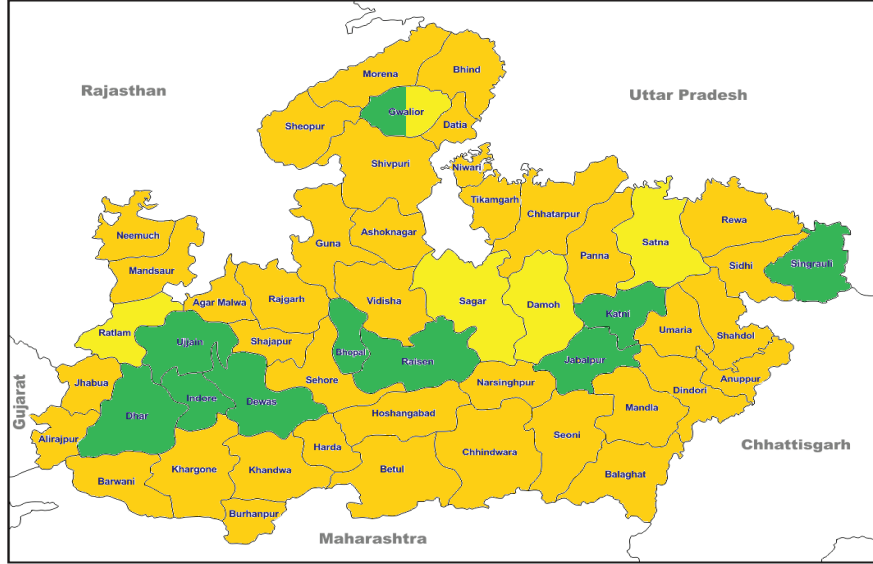 Rajasthan
Uttar Pradesh
Gujarat
Maharashtra
Chhattisgarh
Bhind
Morena
Gwalior
Sheopur
Datia
Shivpuri
Niwari
Tikamgarh
Chhatarpur
Rewa
Neemuch
Guna
Ashoknagar
Panna
Satna
Sidhi
Singrauli
Mandsaur
Agar Malwa
Rajgarh
Vidisha
Sagar
Damoh
Katni
Umaria
Shahdol
Ratlam
Ujjain
Shajapur
Bhopal
Raisen
Jabalpur
Jhabua
Sehore
Narsinghpur
Anuppur
Dindori
Indore
Dewas
Dhar
Hoshangabad
Mandla
Alirajpur
Seoni
Harda
Khargone
Khandwa
Betul
Chhindwara
Balaghat
Barwani
Burhanpur